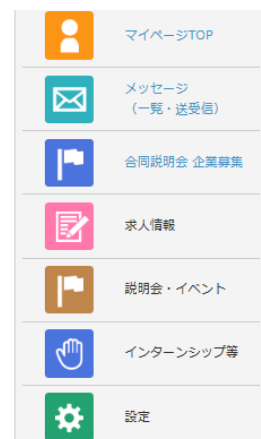 マイページTOP
メッセージ
（一覧・送受信）
合同説明会 企業募集
求人情報
説明会・イベント
インターンシップ等
設定